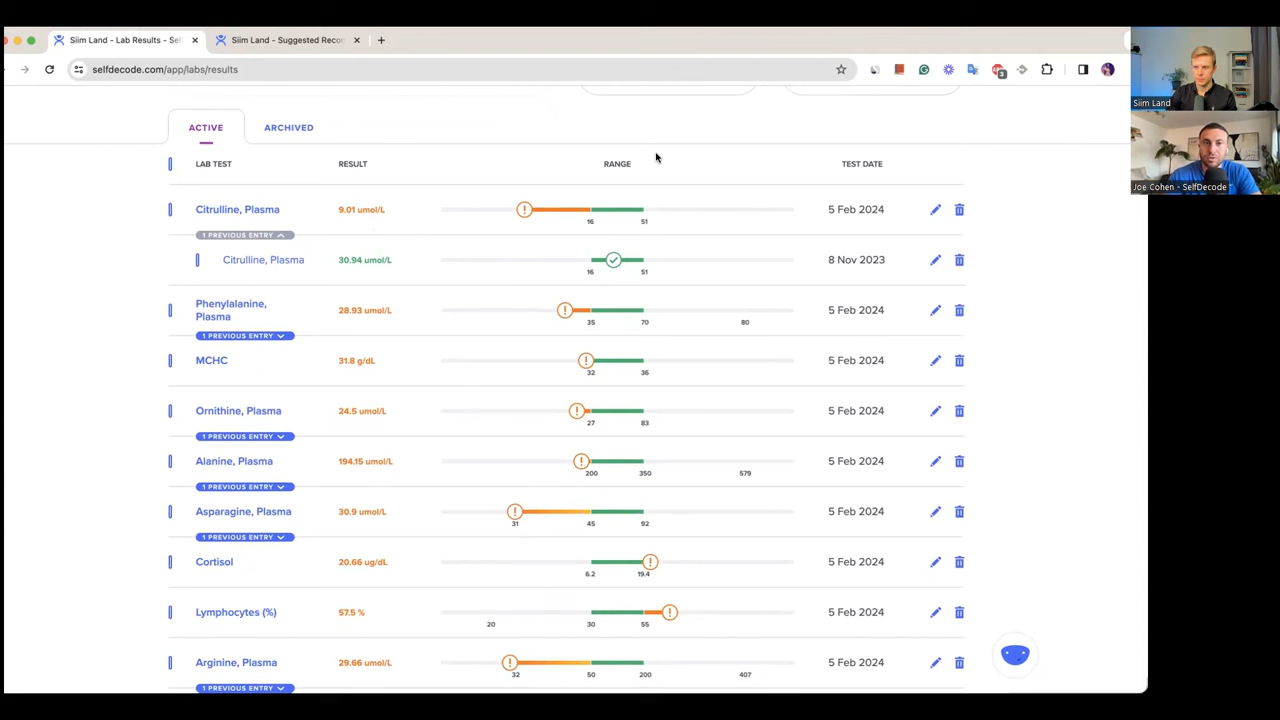 Siim Land - Lab Results - Sel
Siim Land - Suggested Recor
selfdecode.com/app/labs/results
3
Siim Land
Joe Cohen - SelfDecode
ACTIVE
ARCHIVED
LAB TEST RESULT RANGE TEST DATE
Citrulline, Plasma 9.01 umol/L 5 Feb 2024
16 51
1 PREVIOUS ENTRY
Citrulline, Plasma 30.94 umol/L 8 Nov 2023
16 51
Phenylalanine,
Plasma 28.93 umol/L 5 Feb 2024
35 70 80
1 PREVIOUS ENTRY
MCHC 31.8 g/dL 5 Feb 2024
32 36
Ornithine, Plasma 24.5 umol/L 5 Feb 2024
27 83
1 PREVIOUS ENTRY
Alanine, Plasma 194.15 umol/L 5 Feb 2024
200 350 579
1 PREVIOUS ENTRY
Asparagine, Plasma 30.9 umol/L 5 Feb 2024
31 45 92
1 PREVIOUS ENTRY
Cortisol 20.66 ug/dL 5 Feb 2024
6.2 19.4
Lymphocytes (%) 57.5 % 5 Feb 2024
20 30 55
Arginine, Plasma 29.66 umol/L 5 Feb 2024
32 50 200 407
1 PREVIOUS ENTRY